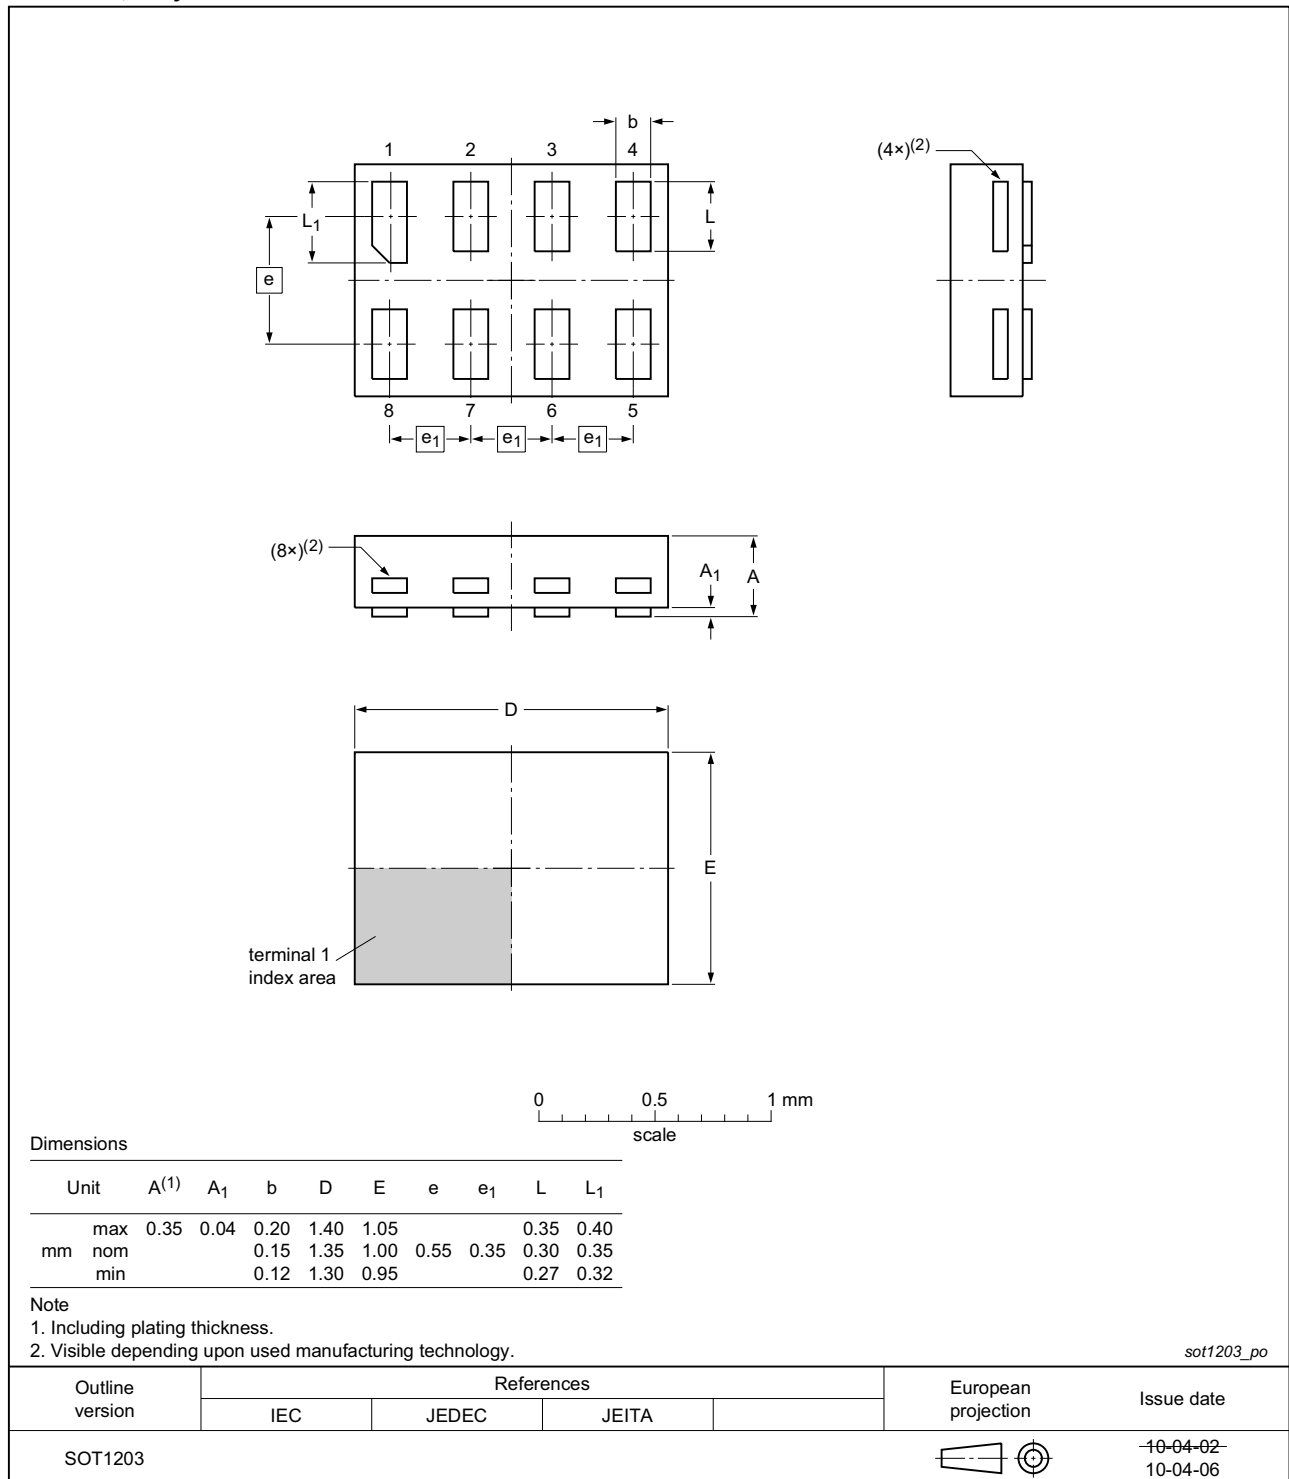 b
1 2 3 4
(4×)(2)
L1
L
e
8 7 6 5
e1 e1 e1
(8×)(2)
A1 A
D
E
terminal 1
index area
0 0.5 1 mm
scale
Dimensions
Unit A(1) A1 b D E e e1 L L1
max 0.35 0.04 0.20 1.40 1.05 0.35 0.40
mm nom 0.15 1.35 1.00 0.55 0.35 0.30 0.35
min 0.12 1.30 0.95 0.27 0.32
Note
1. Including plating thickness.
2. Visible depending upon used manufacturing technology.
sot1203_po
Outline
version
References
IEC JEDEC JEITA
European
projection
Issue date
SOT1203
10-04-02
10-04-06